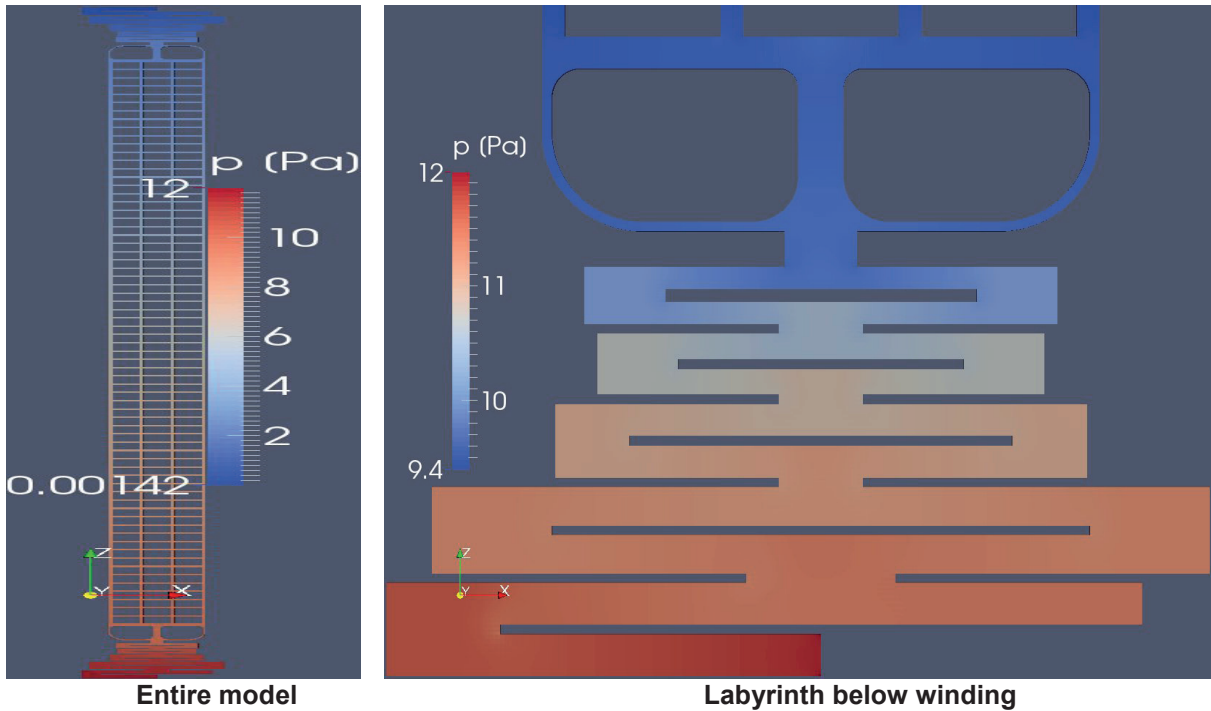 p (Pa)
12
10
8
6
4
2
0.00142
Z
Y
X
p (Pa)
12
11
10
9.4
Z
Y
X
Entire model
Labyrinth below winding